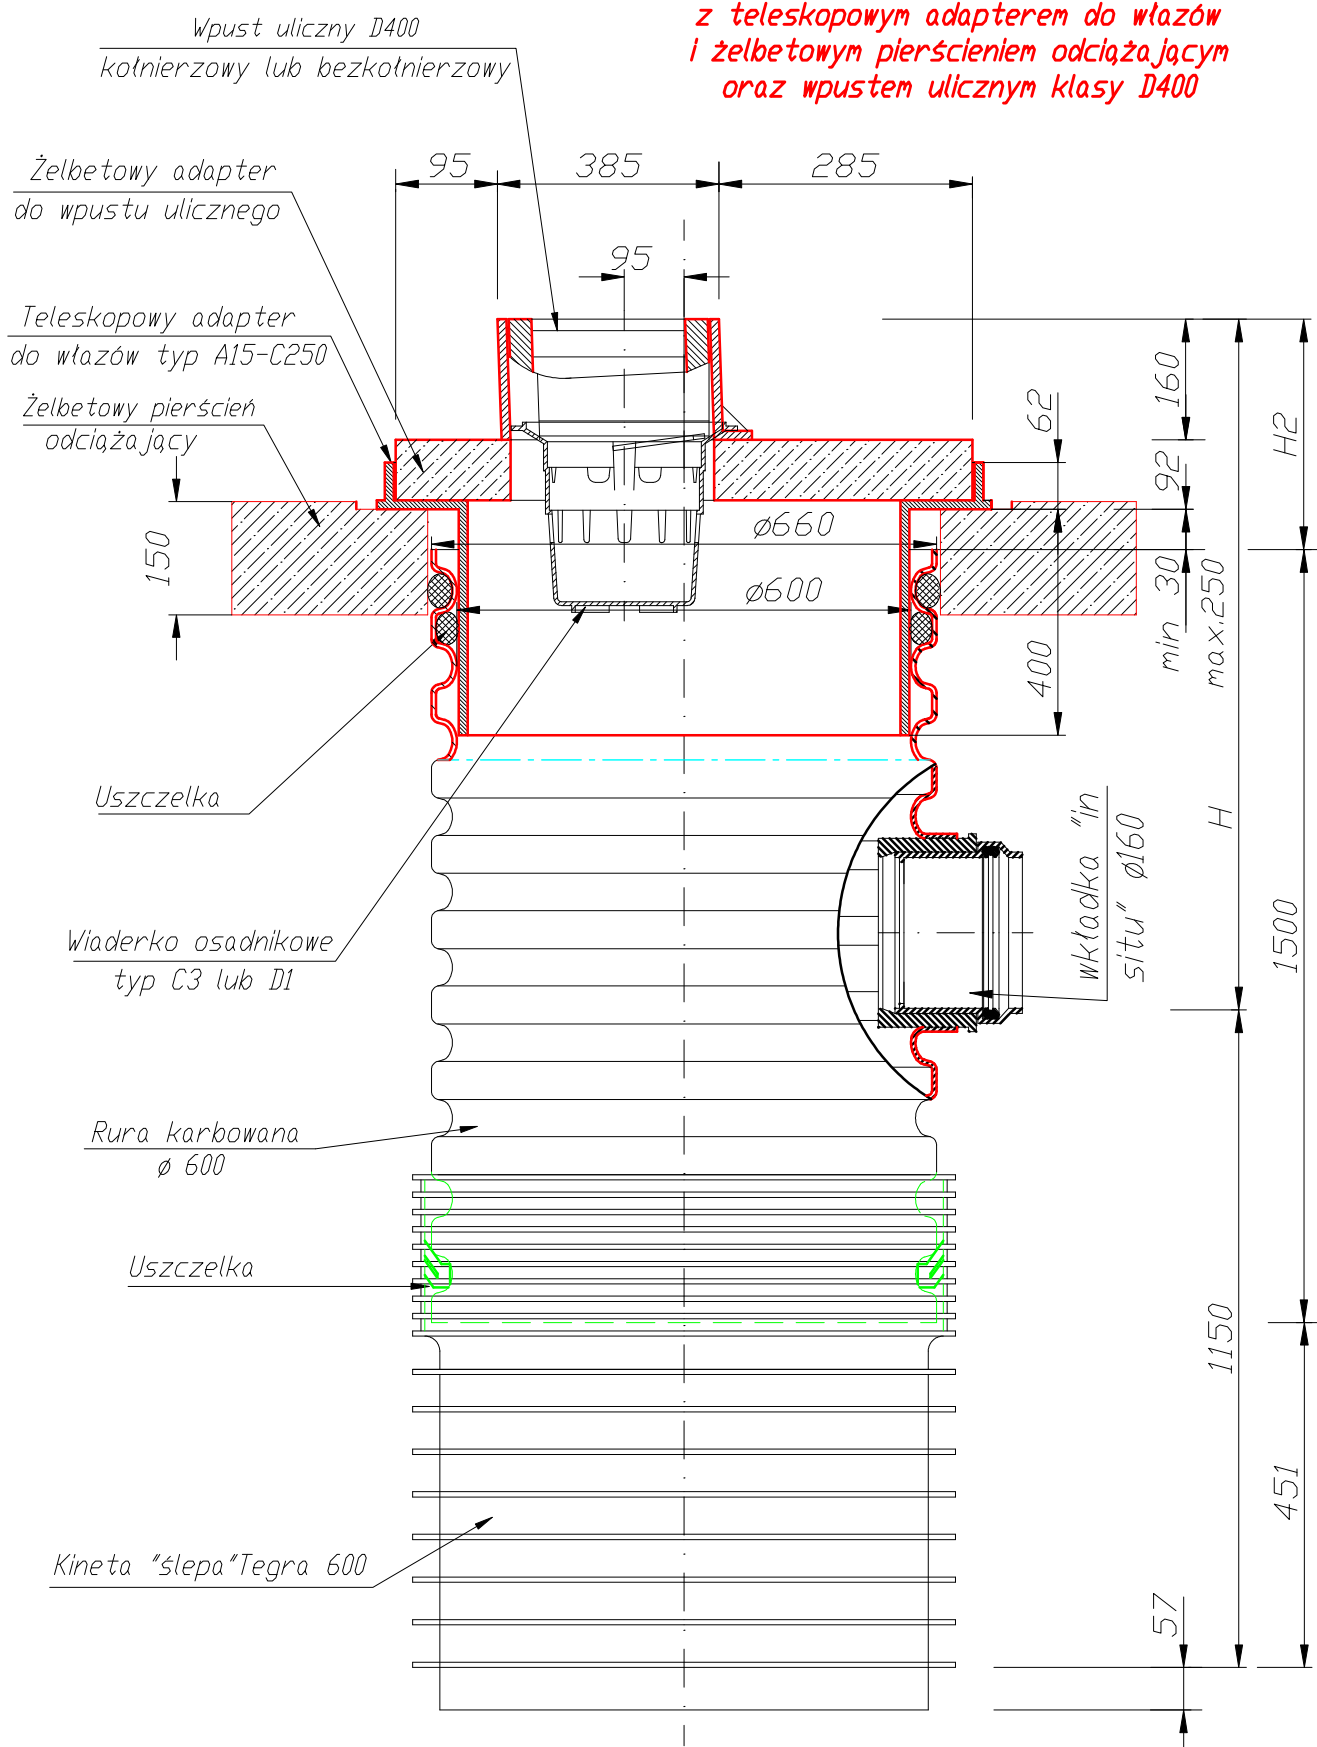 z teleskopowym adapterem do włazów
i żelbetowym pierścieniem odciążającym
oraz wpustem ulicznym klasy D400
Wpust uliczny D400
kołnierzowy lub bezkołnierzowy
95
385
285
Żelbetowy adapter
do wpustu ulicznego
95
Teleskopowy adapter
do włazów typ A15-C250
160
62
H2
Żelbetowy pierścień
odciążający
92
150
ø660
ø600
min 30
max.250
400
Uszczelka
H
wkładka "in
situ" ø160
Wiaderko osadnikowe
typ C3 lub D1
1500
Rura karbowana
ø 600
Uszczelka
1150
451
Kineta "ślepa"Tegra 600
57